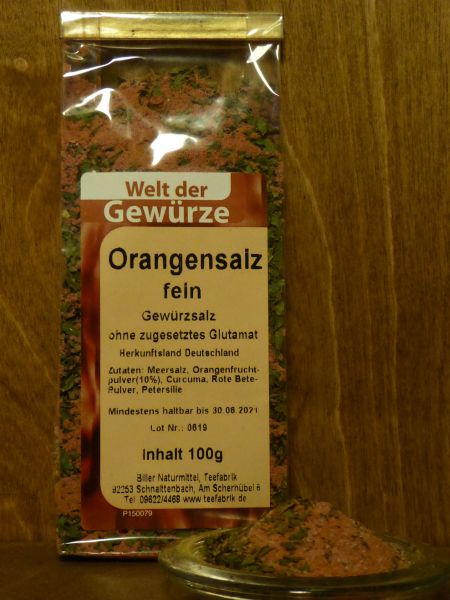 Welt der
Gewürze
Orangensalz
fein
Gewürzsalz
ohne zugesetztes Glutamat
Herkunftsland Deutschland
Zutaten: Meersalz, Orangenfrucht-
pulver(10%), Curcuma, Rote Bete-
Pulver, Petersilie
Mindestens haltbar bis 30.06.2021
Lot Nr.: 0619
Inhalt 100g
Biller Naturmittel, Teefabrik
92253 Schnaittenbach, Am Scherhübel 6
Tel. 09622/4468 www.teefabrik.de
P150079